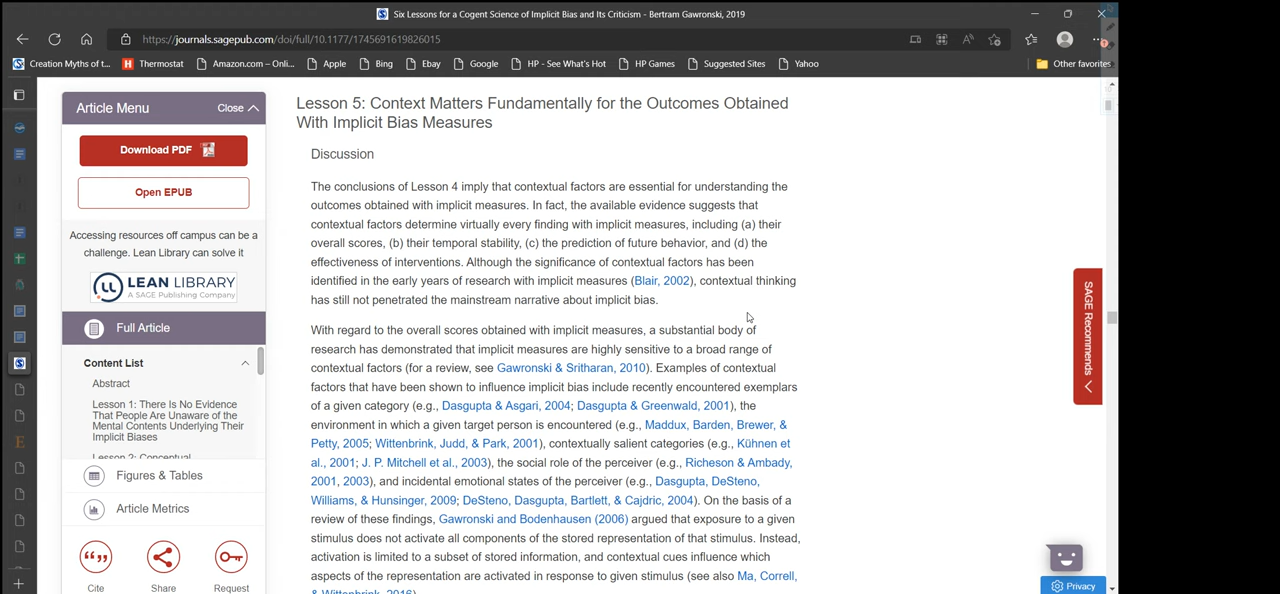 Six Lessons for a Cogent Science of Implicit Bias and Its Criticism - Bertram Gawronski, 2019
https://journals.sagepub.com/doi/full/10.1177/1745691619826015
Creation Myths of t...
Thermostat
Amazon.com – Onli...
Apple
Bing
Ebay
Google
HP - See What's Hot
HP Games
Suggested Sites
Yahoo
Other favorites
Article Menu
Close
Download PDF
Open EPUB
Accessing resources off campus can be a
challenge. Lean Library can solve it
LEAN LIBRARY
A SAGE Publishing Company
Full Article
Content List
Abstract
Lesson 1: There Is No Evidence
That People Are Unaware of the
Mental Contents Underlying Their
Implicit Biases
Lesson 2: Conceptual
Figures & Tables
Article Metrics
Cite
Share
Request
Lesson 5: Context Matters Fundamentally for the Outcomes Obtained
With Implicit Bias Measures
Discussion
The conclusions of Lesson 4 imply that contextual factors are essential for understanding the
outcomes obtained with implicit measures. In fact, the available evidence suggests that
contextual factors determine virtually every finding with implicit measures, including (a) their
overall scores, (b) their temporal stability, (c) the prediction of future behavior, and (d) the
effectiveness of interventions. Although the significance of contextual factors has been
identified in the early years of research with implicit measures (Blair, 2002), contextual thinking
has still not penetrated the mainstream narrative about implicit bias.
With regard to the overall scores obtained with implicit measures, a substantial body of
research has demonstrated that implicit measures are highly sensitive to a broad range of
contextual factors (for a review, see Gawronski & Sritharan, 2010). Examples of contextual
factors that have been shown to influence implicit bias include recently encountered exemplars
of a given category (e.g., Dasgupta & Asgari, 2004; Dasgupta & Greenwald, 2001), the
environment in which a given target person is encountered (e.g., Maddux, Barden, Brewer, &
Petty, 2005; Wittenbrink, Judd, & Park, 2001), contextually salient categories (e.g., Kühnen et
al., 2001; J. P. Mitchell et al., 2003), the social role of the perceiver (e.g., Richeson & Ambady,
2001, 2003), and incidental emotional states of the perceiver (e.g., Dasgupta, DeSteno,
Williams, & Hunsinger, 2009; DeSteno, Dasgupta, Bartlett, & Cajdric, 2004). On the basis of a
review of these findings, Gawronski and Bodenhausen (2006) argued that exposure to a given
stimulus does not activate all components of the stored representation of that stimulus. Instead,
activation is limited to a subset of stored information, and contextual cues influence which
aspects of the representation are activated in response to given stimulus (see also Ma, Correll,
& Wittenbrink, 2016).
SAGE Recommends
Privacy